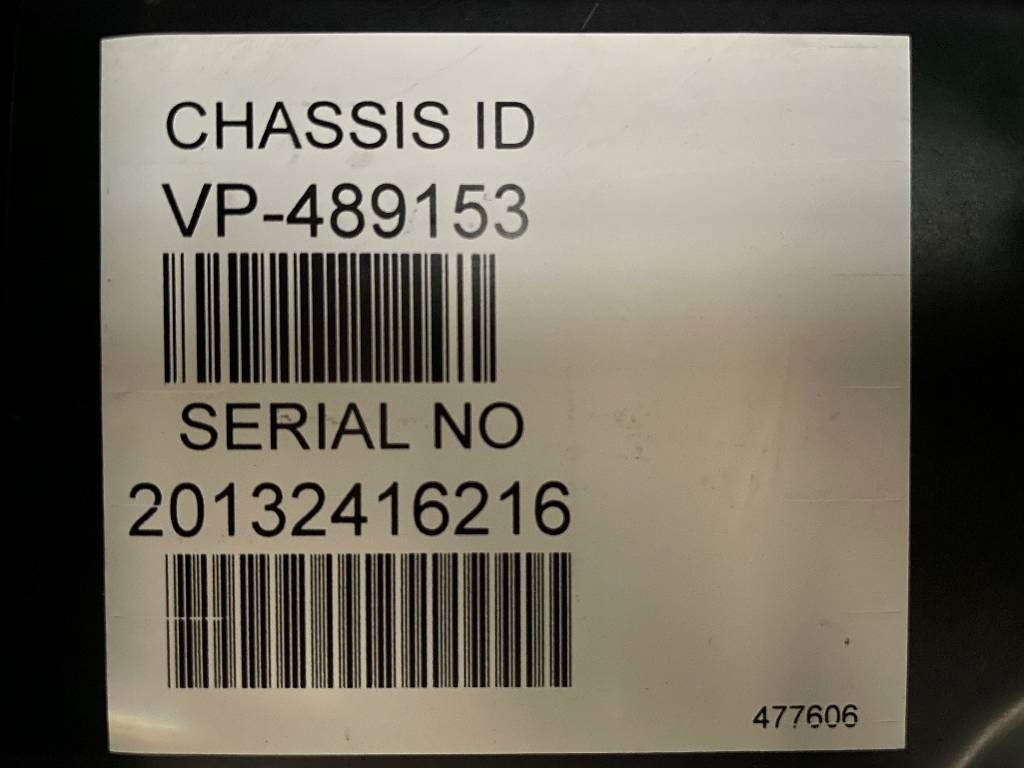 CHASSIS ID
VP-489153
SERIAL NO
20132416216
477606